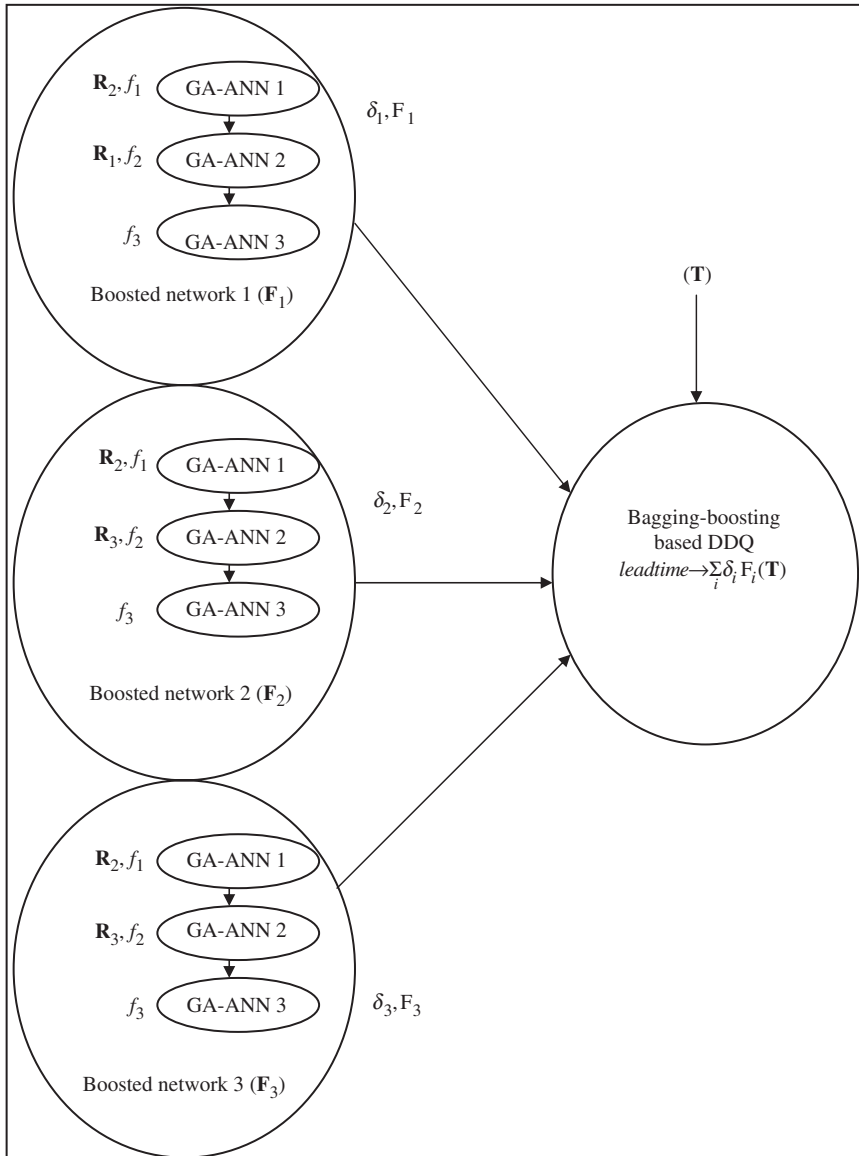 R₂, f₁ GA-ANN 1
δ₁, F₁
R₁, f₂ GA-ANN 2
f₃ GA-ANN 3
Boosted network 1 (F₁)
(T)
R₂, f₁ GA-ANN 1
δ₂, F₂
R₃, f₂ GA-ANN 2
f₃ GA-ANN 3
Boosted network 2 (F₂)
Bagging-boosting
based DDQ
leadtime→∑ᵢ δᵢ Fᵢ(T)
R₂, f₁ GA-ANN 1
R₃, f₂ GA-ANN 2
f₃ GA-ANN 3
δ₃, F₃
Boosted network 3 (F₃)